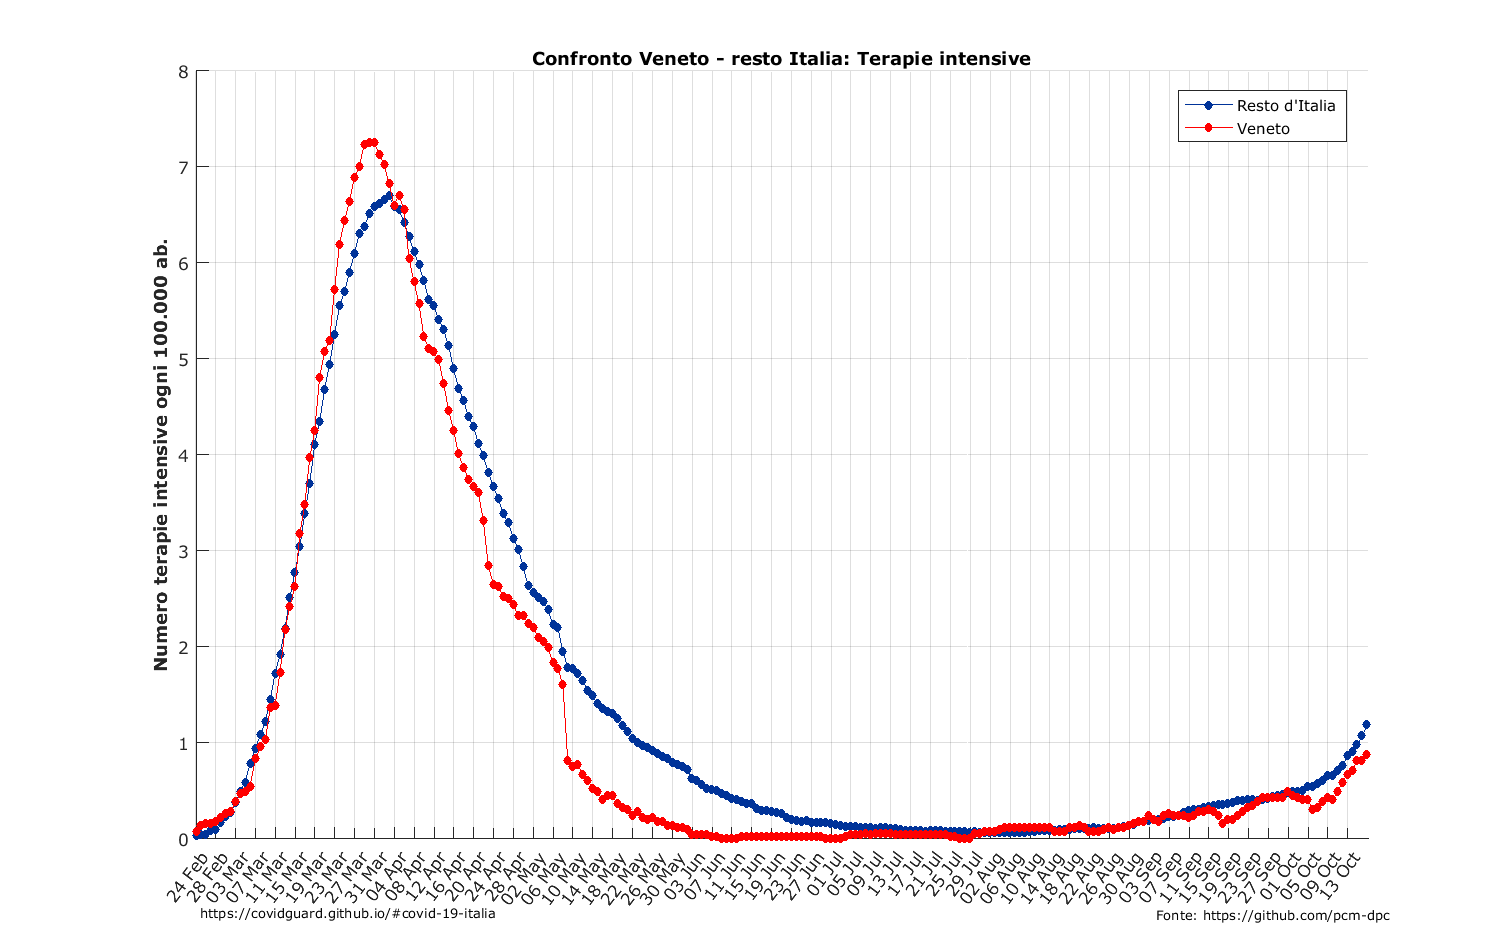 Confronto Veneto - resto Italia: Terapie intensive
Resto d'Italia
Veneto
Numero terapie intensive ogni 100.000 ab.
8
7
6
5
4
3
2
1
0
24 Feb
28 Feb
03 Mar
07 Mar
11 Mar
15 Mar
19 Mar
23 Mar
27 Mar
31 Mar
04 Apr
08 Apr
12 Apr
16 Apr
20 Apr
24 Apr
28 Apr
02 May
06 May
10 May
14 May
18 May
22 May
26 May
30 May
03 Jun
07 Jun
11 Jun
15 Jun
19 Jun
23 Jun
27 Jun
01 Jul
05 Jul
09 Jul
13 Jul
17 Jul
21 Jul
25 Jul
29 Jul
02 Aug
06 Aug
10 Aug
14 Aug
18 Aug
22 Aug
26 Aug
30 Aug
03 Sep
07 Sep
11 Sep
15 Sep
19 Sep
23 Sep
27 Sep
01 Oct
05 Oct
09 Oct
13 Oct
https://covidguard.github.io/#covid-19-italia
Fonte: https://github.com/pcm-dpc